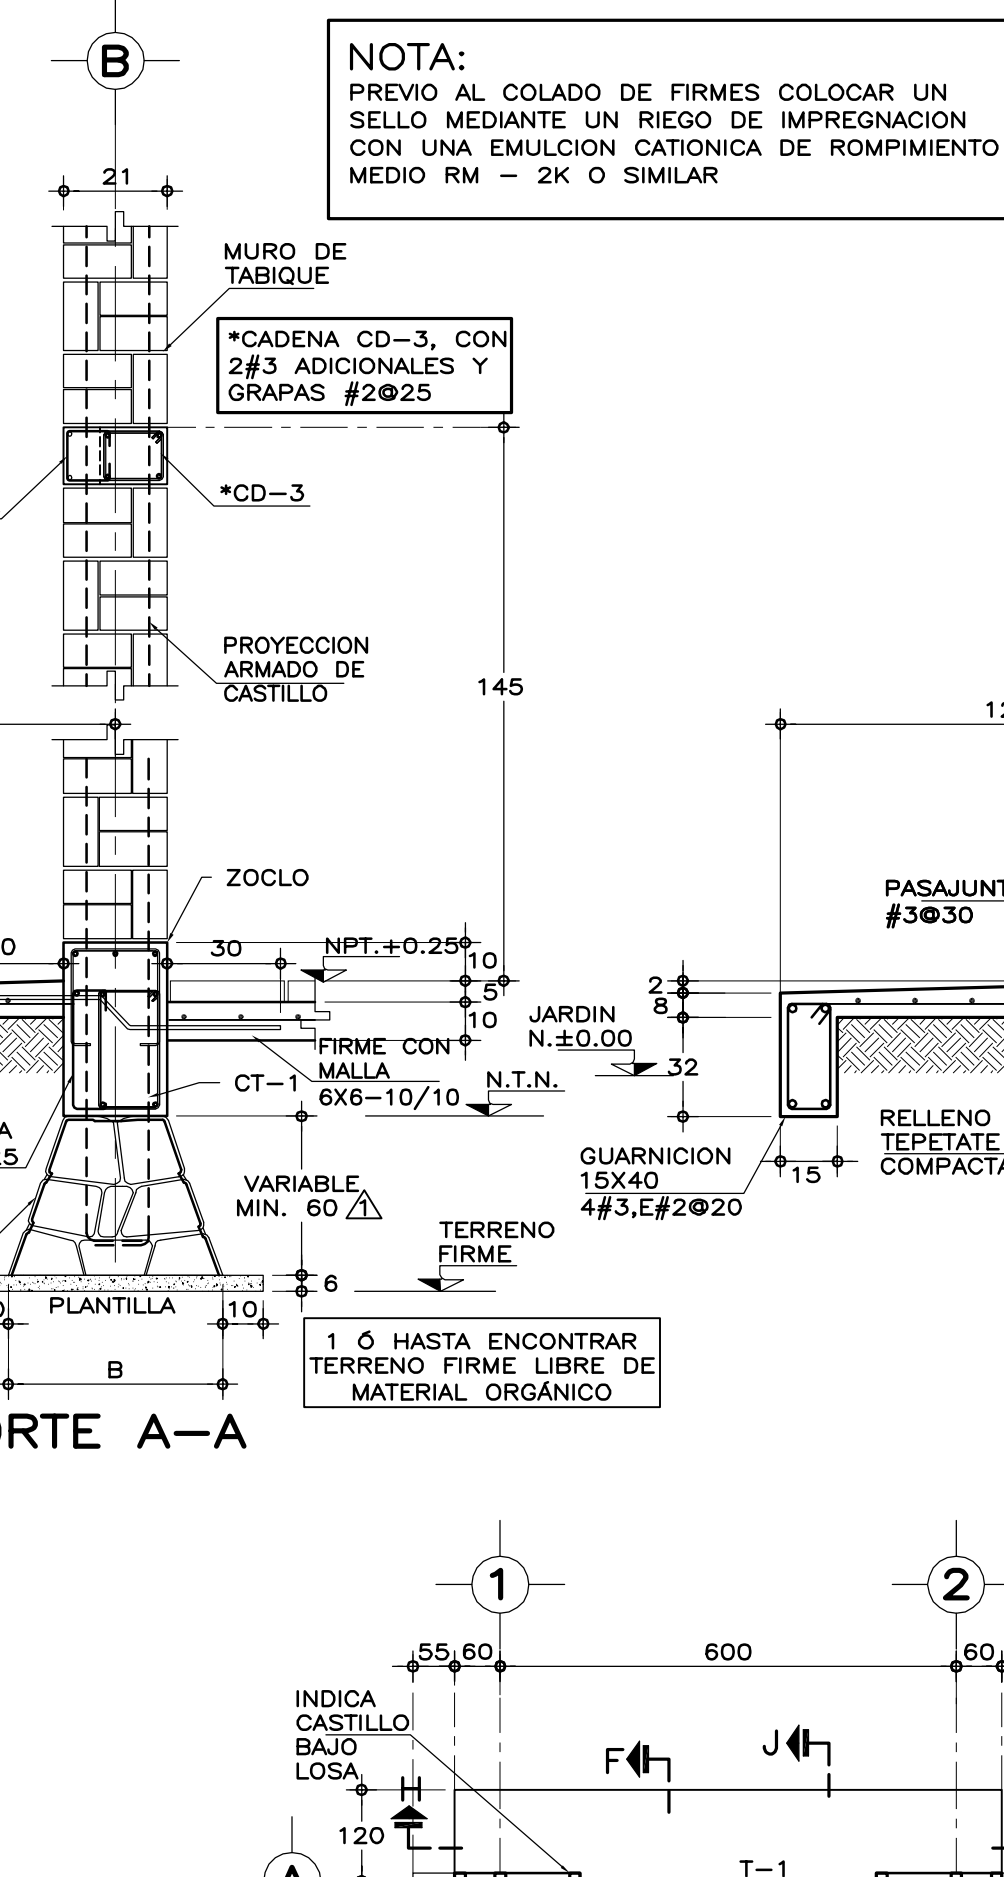 B
NOTA:
PREVIO AL COLADO DE FIRMES COLOCAR UN
SELLO MEDIANTE UN RIEGO DE IMPREGNACION
CON UNA EMULCION CATIONICA DE ROMPIMIENTO
MEDIO RM – 2K O SIMILAR
21
MURO DE
TABIQUE
*CADENA CD–3, CON
2#3 ADICIONALES Y
GRAPAS #2@25
*CD–3
PROYECCION
ARMADO DE
CASTILLO
145
ZOCLO
30
NPT.+0.25
10
5
10
FIRME CON
MALLA
6X6–10/10
CT–1
N.T.N.
VARIABLE
MIN. 60 1
TERRENO
FIRME
6
PLANTILLA
10
B
1 Ó HASTA ENCONTRAR
TERRENO FIRME LIBRE DE
MATERIAL ORGÁNICO
A–A
PASAJUNT
#3@30
2
8
JARDIN
N.±0.00
32
GUARNICION
15X40
4#3,E#2@20
15
RELLENO
TEPETATE
1
2
55
60
600
60
INDICA
CASTILLO
BAJO
LOSA
F
J
H
120
A
T–1